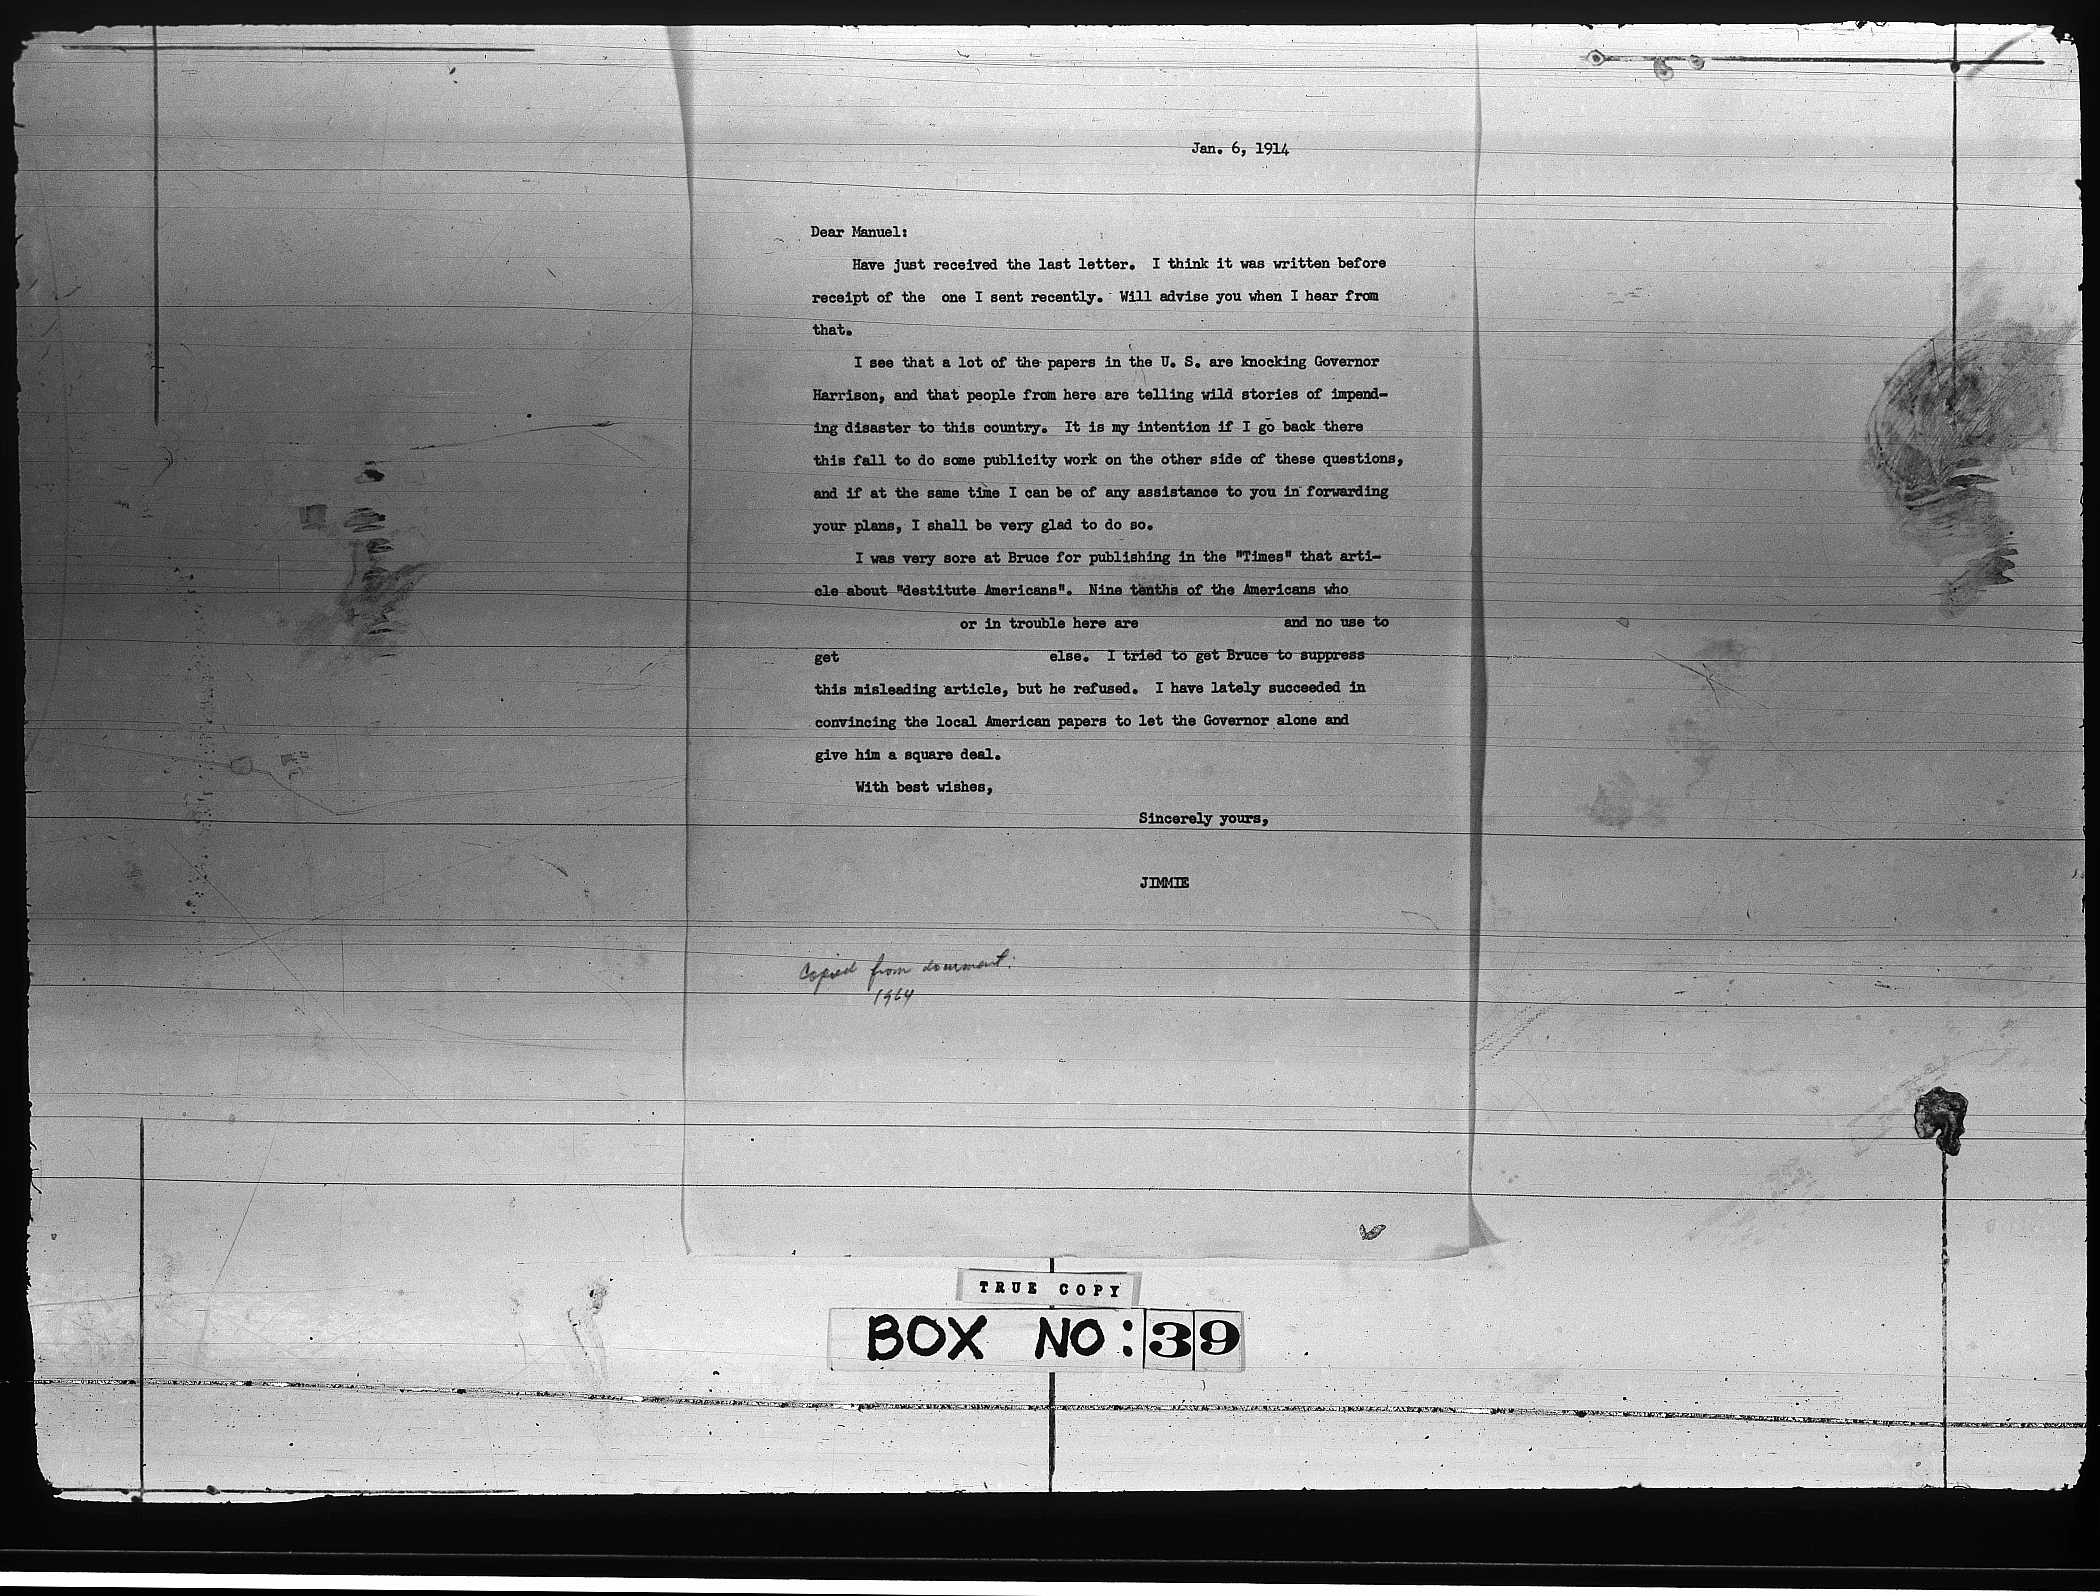 Jan. 6, 1914
Dear Manuel:
Have just received the last letter. I think it was written before
receipt of the one I sent recently. Will advise you when I hear from
that.
I see that a lot of the papers in the U. S. are knocking Governor
Harrison, and that people from here are telling wild stories of impend-
ing disaster to this country. It is my intention if I go back there
this fall to do some publicity work on the other side of these questions,
and if at the same time I can be of any assistance to you in forwarding
your plans, I shall be very glad to do so.
I was very sore at Bruce for publishing in the "Times" that arti-
cle about "destitute Americans". Nine tenths of the Americans who
or in trouble here are and no use to
get else. I tried to get Bruce to suppress
this misleading article, but he refused. I have lately succeeded in
convincing the local American papers to let the Governor alone and
give him a square deal.
With best wishes,
Sincerely yours,
JIMMIE
Copied from document.
1964
TRUE COPY
BOX NO: 39